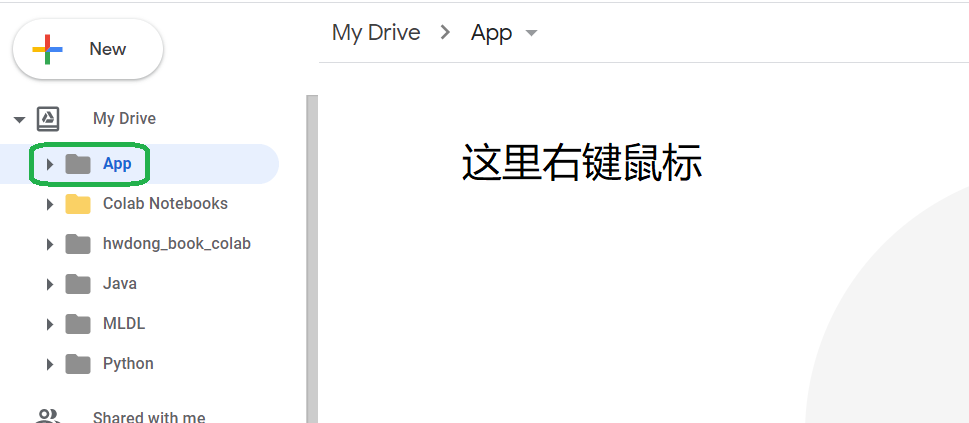 New
My Drive
App
Colab Notebooks
hwdong_book_colab
Java
MLDL
Python
Shared with me
My Drive
App
这里右键鼠标